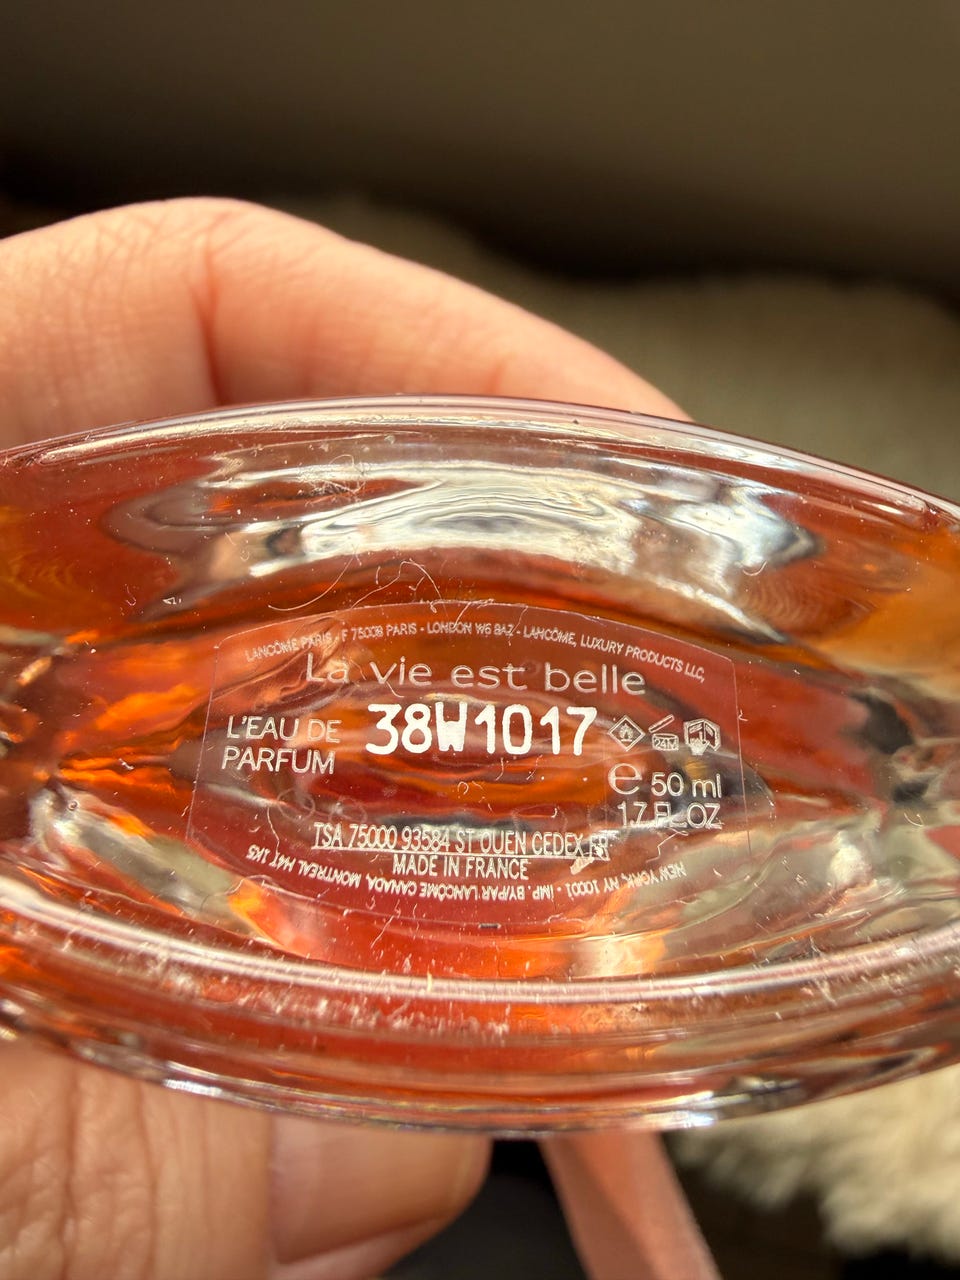 LANCÔME PARIS - F 75008 PARIS - LONDON W6 8AZ - LANCÔME, LUXURY PRODUCTS LLC,
La vie est belle
L'EAU DE
PARFUM
38W1017
24M
e 50 ml
1.7 FL.OZ
TSA 75000 93584 ST OUEN CEDEX FR
MADE IN FRANCE
NEW YORK, NY 10001 IMP. BY/PAR LANCÔME CANADA, MONTREAL H4T 1K5